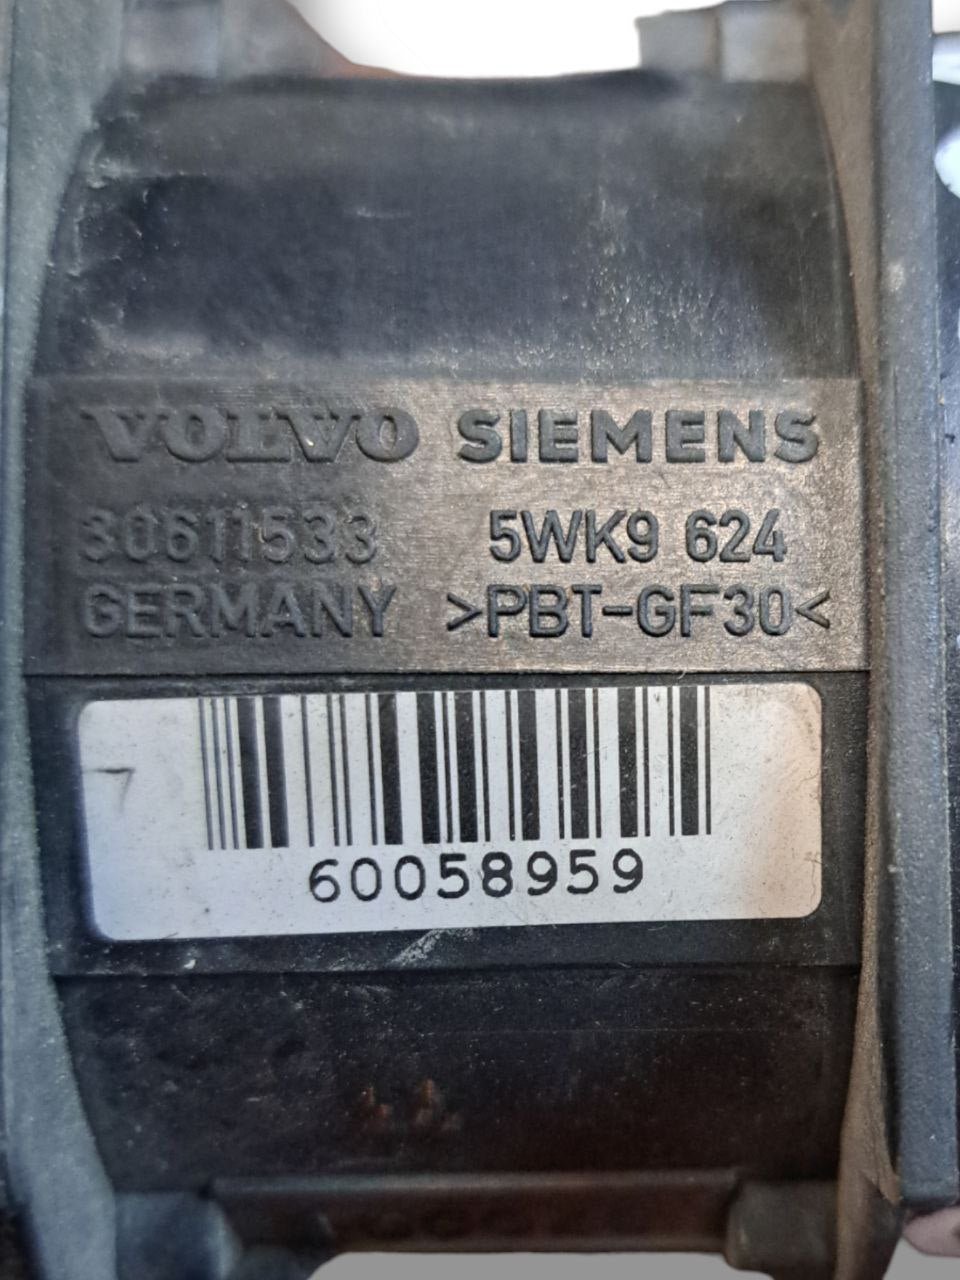 VOLVO SIEMENS
30611533 5WK9 624
GERMANY >PBT-GF30<
7
60058959